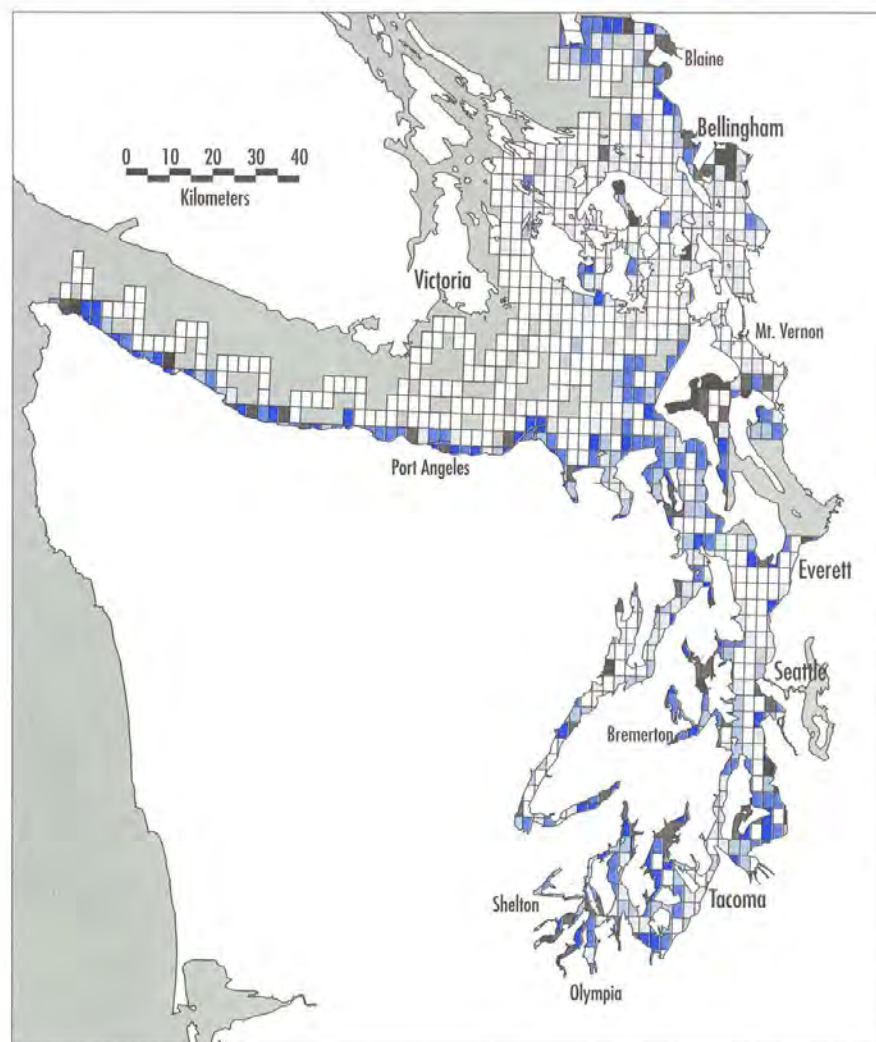 Blaine
Bellingham
0 10 20 30 40
Kilometers
Victoria
Mt. Vernon
Port Angeles
Everett
Seattle
Bremerton
Shelton
Tacoma
Olympia